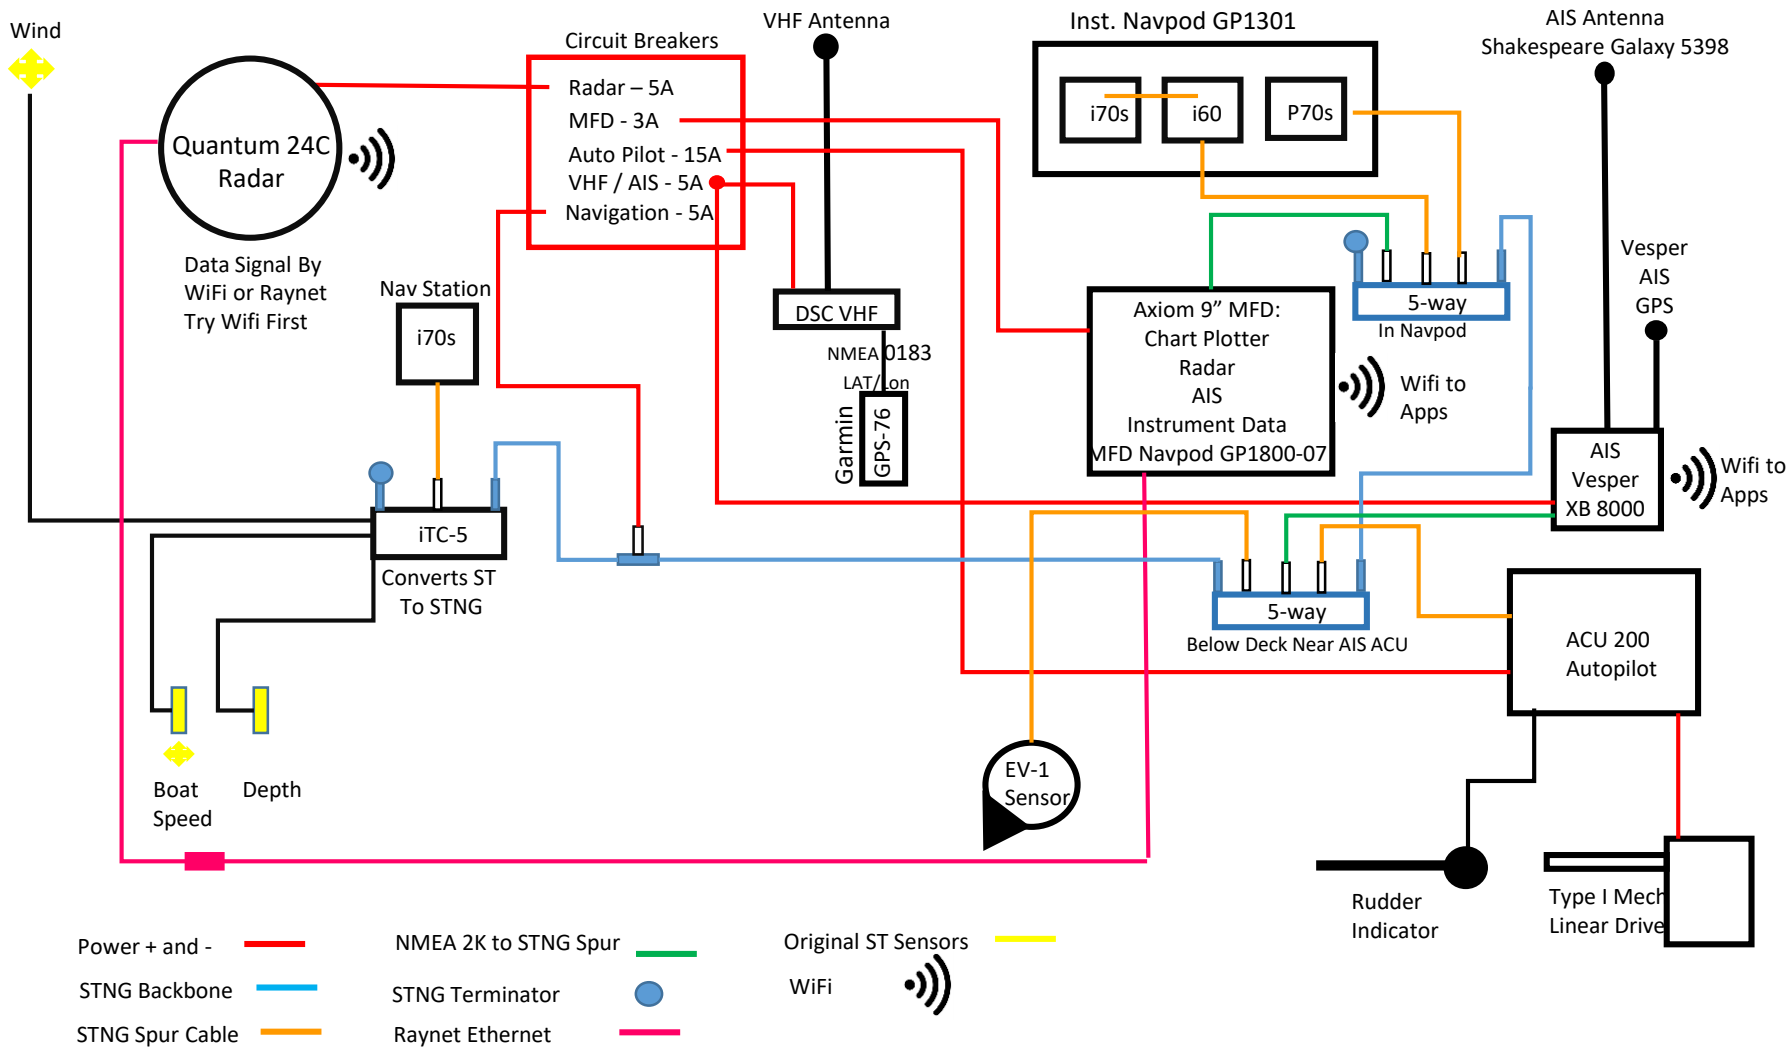 Wind
Circuit Breakers
Radar – 5A
MFD - 3A
Auto Pilot - 15A
VHF / AIS - 5A
Navigation - 5A
VHF Antenna
Inst. Navpod GP1301
i70s
i60
P70s
AIS Antenna
Shakespeare Galaxy 5398
Quantum 24C
Radar
Data Signal By
WiFi or Raynet
Try Wifi First
Nav Station
i70s
DSC VHF
NMEA 0183
LAT/Lon
Garmin
GPS-76
Axiom 9” MFD:
Chart Plotter
Radar
AIS
Instrument Data
MFD Navpod GP1800-07
Wifi to
Apps
5-way
In Navpod
Vesper
AIS
GPS
AIS
Vesper
XB 8000
Wifi to
Apps
iTC-5
Converts ST
To STNG
5-way
Below Deck Near AIS ACU
ACU 200
Autopilot
EV-1
Sensor
Boat
Speed
Depth
Rudder
Indicator
Type I Mech
Linear Drive
Power + and -
STNG Backbone
STNG Spur Cable
NMEA 2K to STNG Spur
STNG Terminator
Raynet Ethernet
Original ST Sensors
WiFi